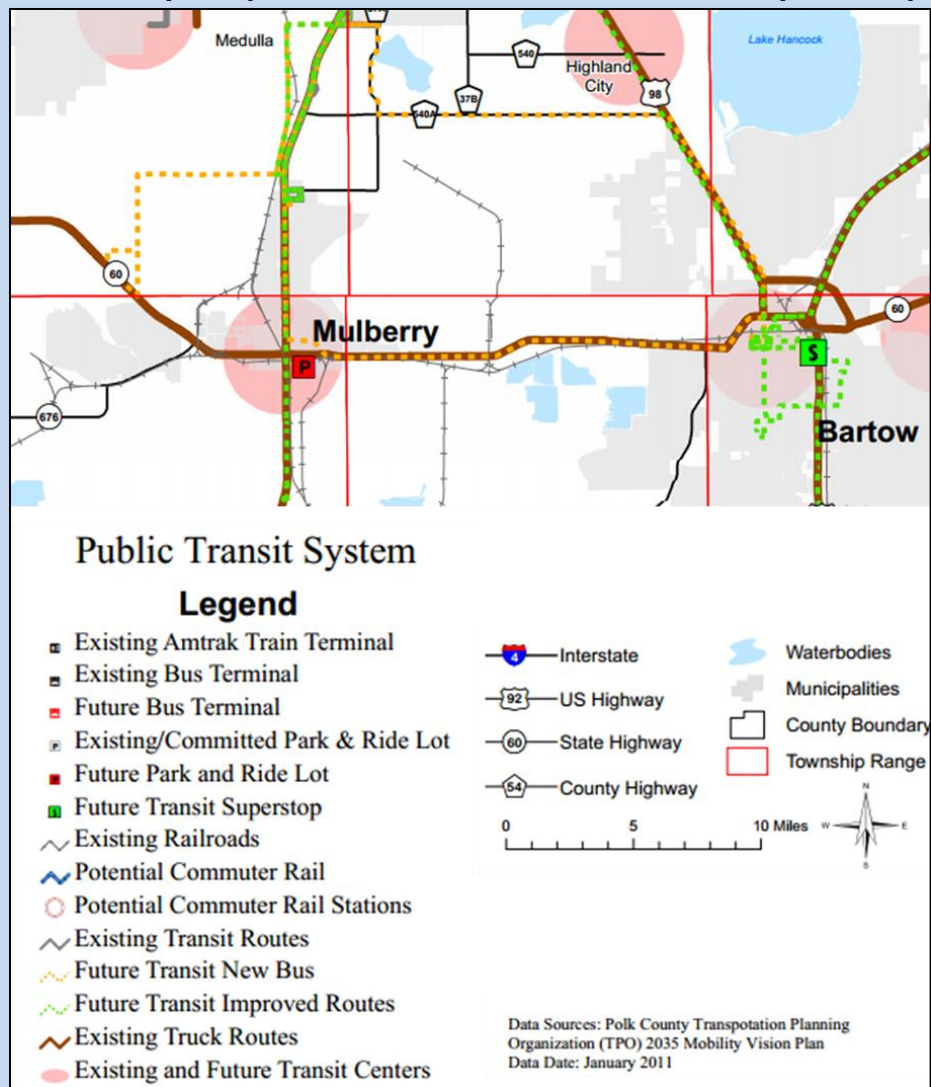 Medulla
Lake Hancock
540
Highland
City
98
37B
540A
60
60
Mulberry
P
S
676
Bartow
Public Transit System
Legend
Existing Amtrak Train Terminal
Existing Bus Terminal
Future Bus Terminal
P Existing/Committed Park & Ride Lot
P Future Park and Ride Lot
S Future Transit Superstop
Existing Railroads
Potential Commuter Rail
Potential Commuter Rail Stations
Existing Transit Routes
Future Transit New Bus
Future Transit Improved Routes
Existing Truck Routes
Existing and Future Transit Centers
4 Interstate
92 US Highway
60 State Highway
54 County Highway
Waterbodies
Municipalities
County Boundary
Township Range
0 5 10 Miles
N
W E
S
Data Sources: Polk County Transpotation Planning
Organization (TPO) 2035 Mobility Vision Plan
Data Date: January 2011